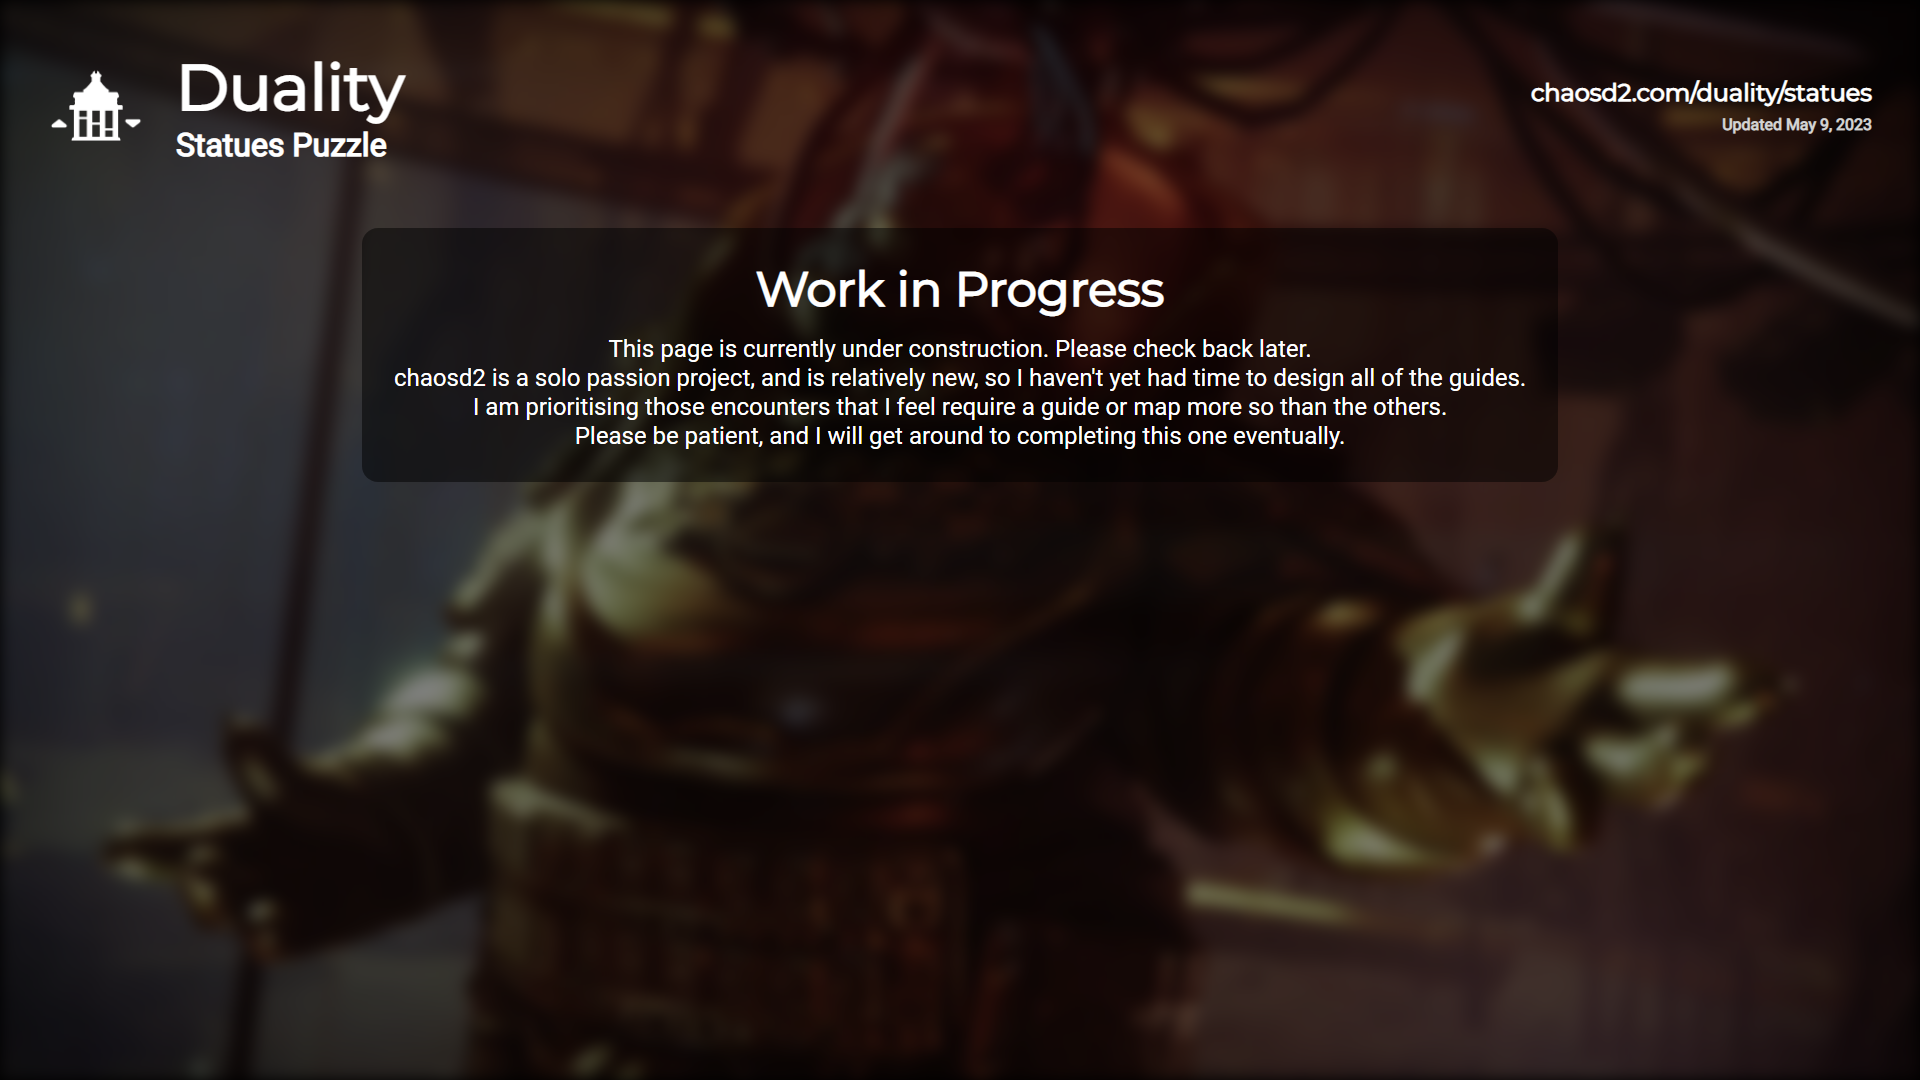 Duality
Statues Puzzle
chaosd2.com/duality/statues
Updated May 9, 2023
Work in Progress
This page is currently under construction. Please check back later.
chaosd2 is a solo passion project, and is relatively new, so I haven't yet had time to design all of the guides.
I am prioritising those encounters that I feel require a guide or map more so than the others.
Please be patient, and I will get around to completing this one eventually.